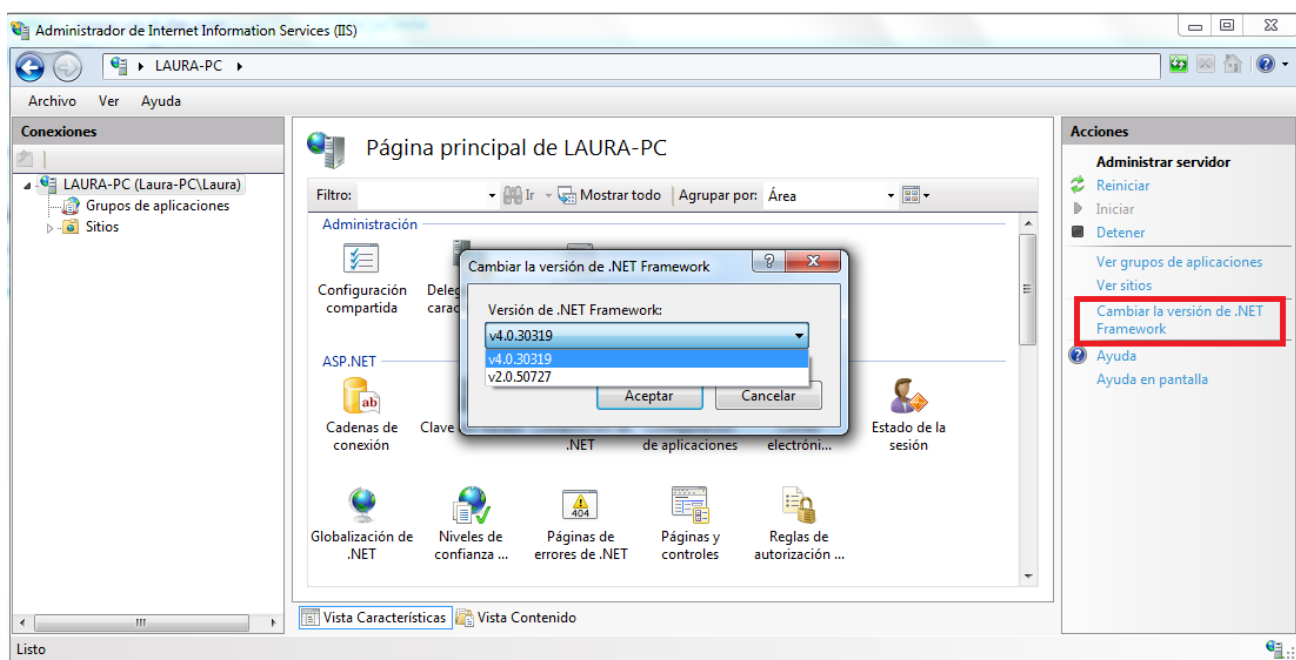 Administrador de Internet Information Services (IIS)
LAURA-PC
Archivo Ver Ayuda
Conexiones
LAURA-PC (Laura-PC\Laura)
Grupos de aplicaciones
Sitios
Página principal de LAURA-PC
Filtro: Ir Mostrar todo Agrupar por: Área
Administración
Configuración
compartida
Cambiar la versión de .NET Framework
Versión de .NET Framework:
v4.0.30319
v4.0.30319
v2.0.50727
Aceptar Cancelar
ASP.NET
ab
Cadenas de
conexión
Clave
.NET
de aplicaciones
electróni...
Estado de la
sesión
Globalización de
.NET
Niveles de
confianza ...
404
Páginas de
errores de .NET
Páginas y
controles
Reglas de
autorización ...
Vista Características Vista Contenido
Listo
Acciones
Administrar servidor
Reiniciar
Iniciar
Detener
Ver grupos de aplicaciones
Ver sitios
Cambiar la versión de .NET
Framework
Ayuda
Ayuda en pantalla